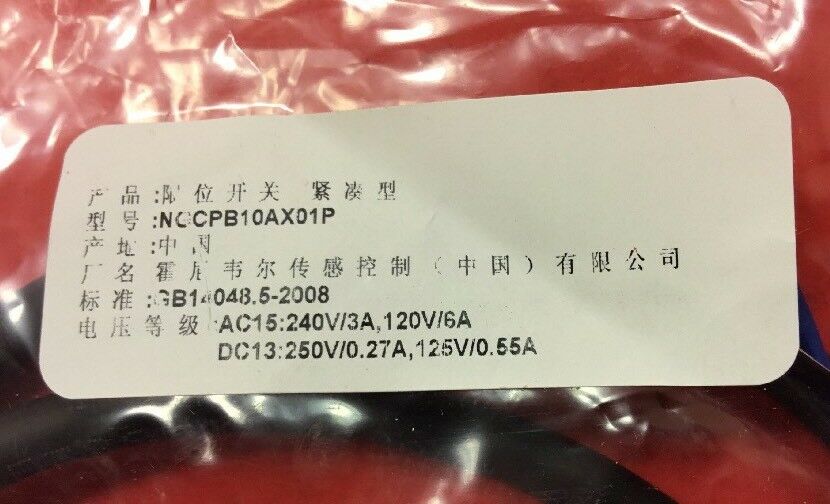 产品:限位开关 紧凑型
型号:NGCPB10AX01P
产地:中国
厂名 霍尼韦尔传感控制(中国)有限公司
标准:GB14048.5-2008
电压等级:AC15:240V/3A,120V/6A
DC13:250V/0.27A,125V/0.55A